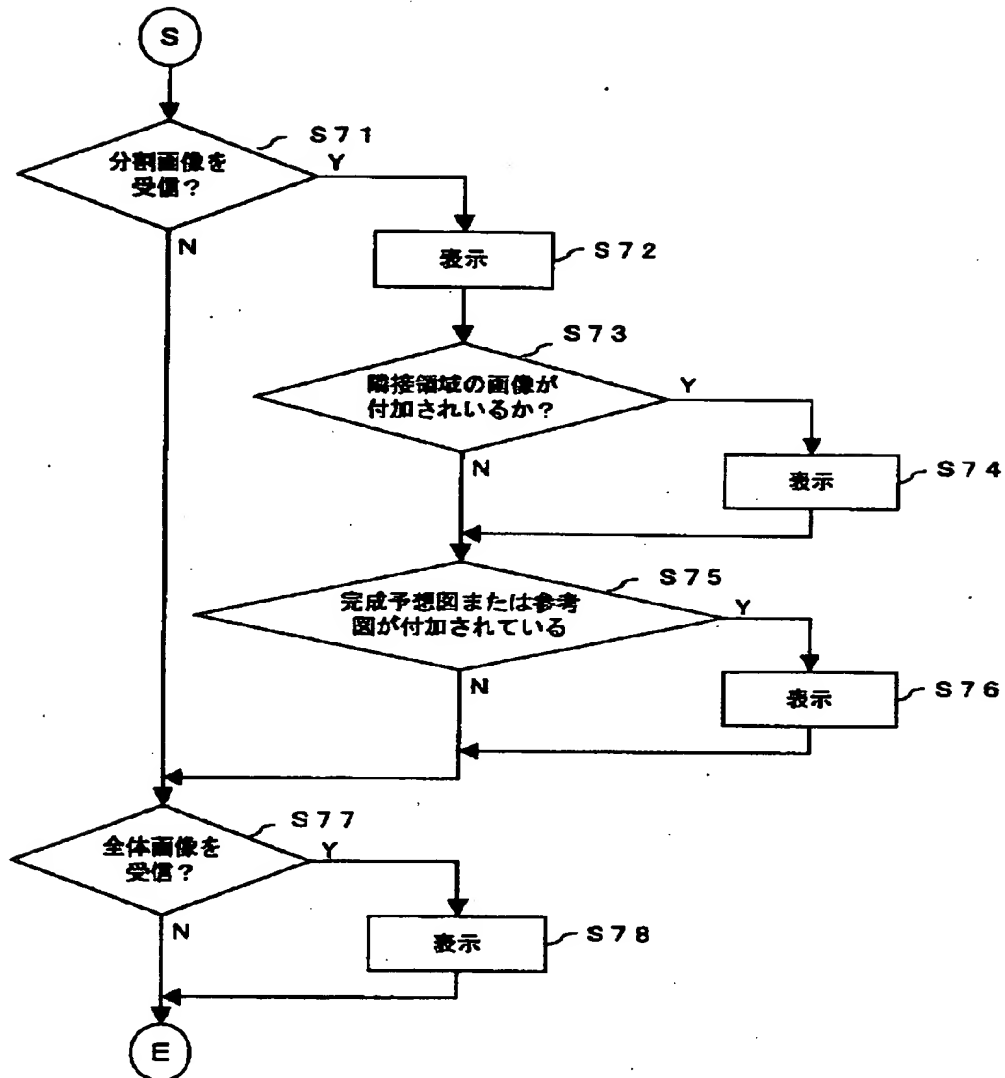 S
S71
分割画像を
受信?
Y
N
表示
S72
S73
隣接領域の画像が
付加されいるか?
Y
N
表示
S74
S75
完成予想図または参考
図が付加されている
Y
N
表示
S76
S77
全体画像を
受信?
Y
N
表示
S78
E